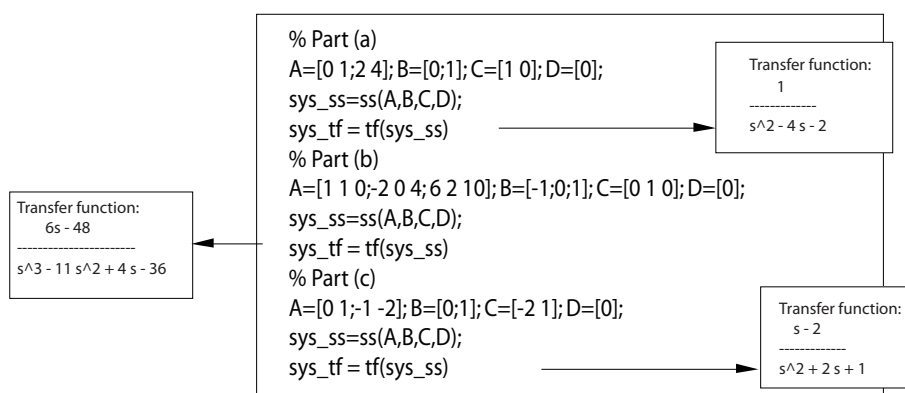 % Part (a)
A=[0 1;2 4]; B=[0;1]; C=[1 0]; D=[0];
sys_ss=ss(A,B,C,D);
sys_tf = tf(sys_ss)
Transfer function:
1
-------------
s^2 - 4 s - 2
% Part (b)
A=[1 1 0;-2 0 4; 6 2 10]; B=[-1;0;1]; C=[0 1 0]; D=[0];
sys_ss=ss(A,B,C,D);
sys_tf = tf(sys_ss)
Transfer function:
6s - 48
-----------------------
s^3 - 11 s^2 + 4 s - 36
% Part (c)
A=[0 1;-1 -2]; B=[0;1]; C=[-2 1]; D=[0];
sys_ss=ss(A,B,C,D);
sys_tf = tf(sys_ss)
Transfer function:
s - 2
-------------
s^2 + 2 s + 1